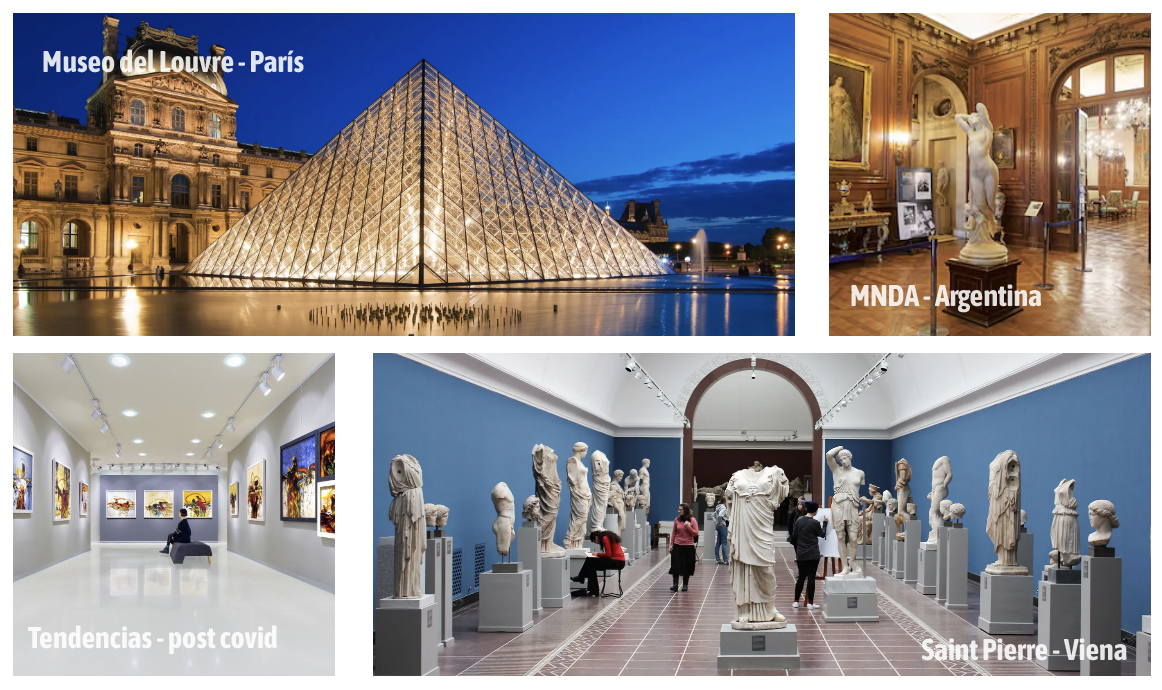 Museo del Louvre - París
MNDA - Argentina
Tendencias - post covid
Saint Pierre - Viena